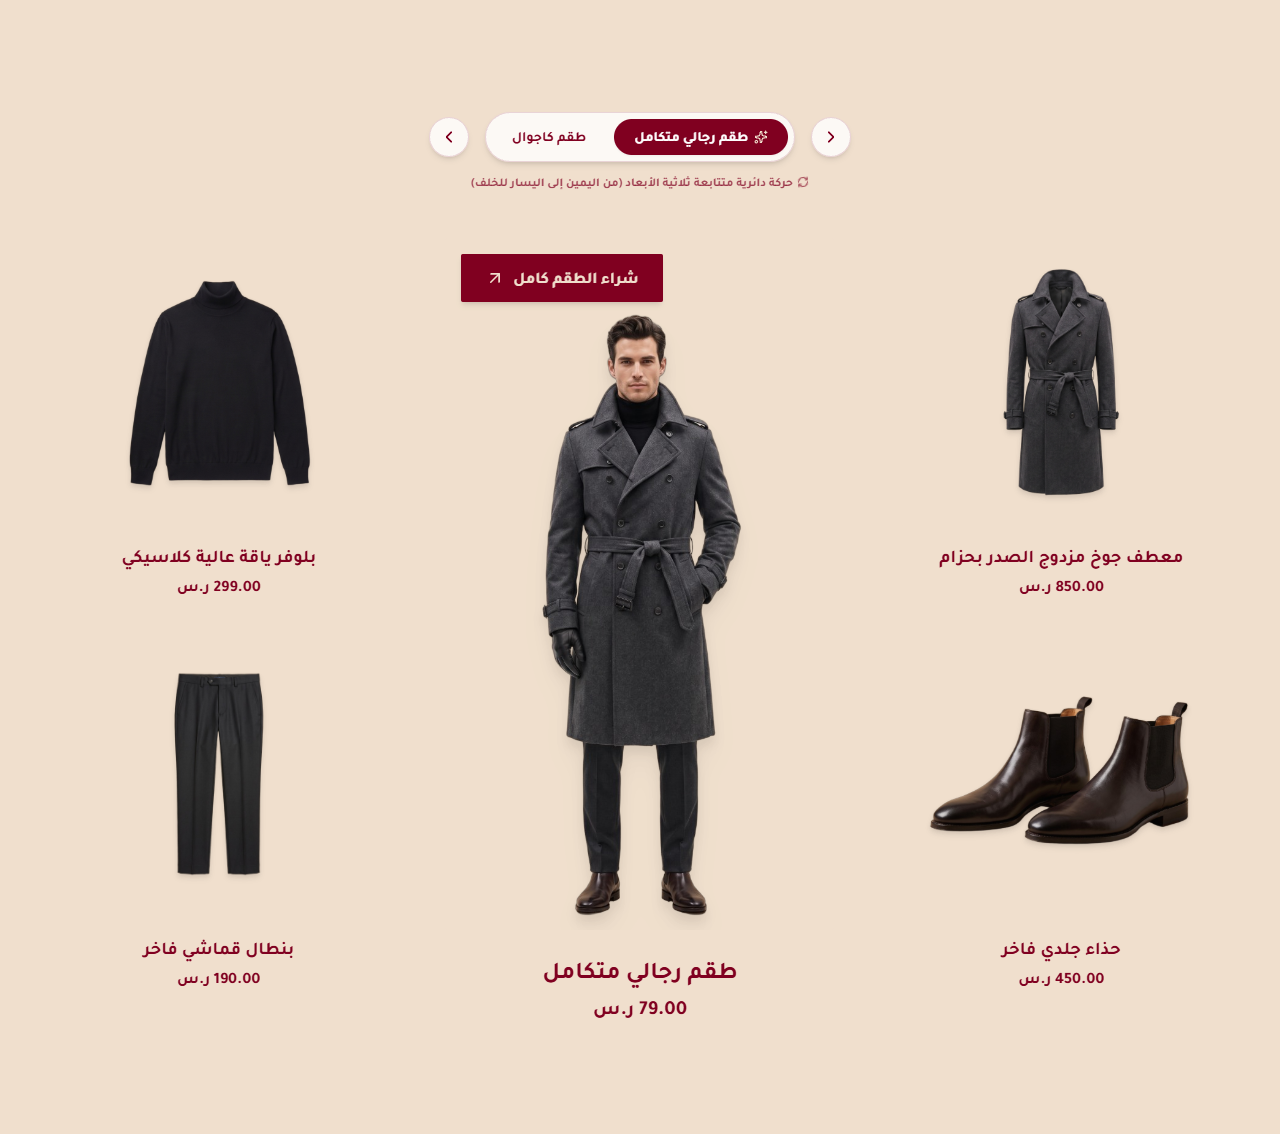 طقم رجالي متكامل
طقم كاجوال
حركة دائرية متتابعة ثلاثية الأبعاد (من اليمين إلى اليسار للخلف)
شراء الطقم كامل
معطف جوخ مزدوج الصدر بحزام
850.00 ر.س
بلوفر ياقة عالية كلاسيكي
299.00 ر.س
حذاء جلدي فاخر
450.00 ر.س
طقم رجالي متكامل
79.00 ر.س
بنطال قماشي فاخر
190.00 ر.س